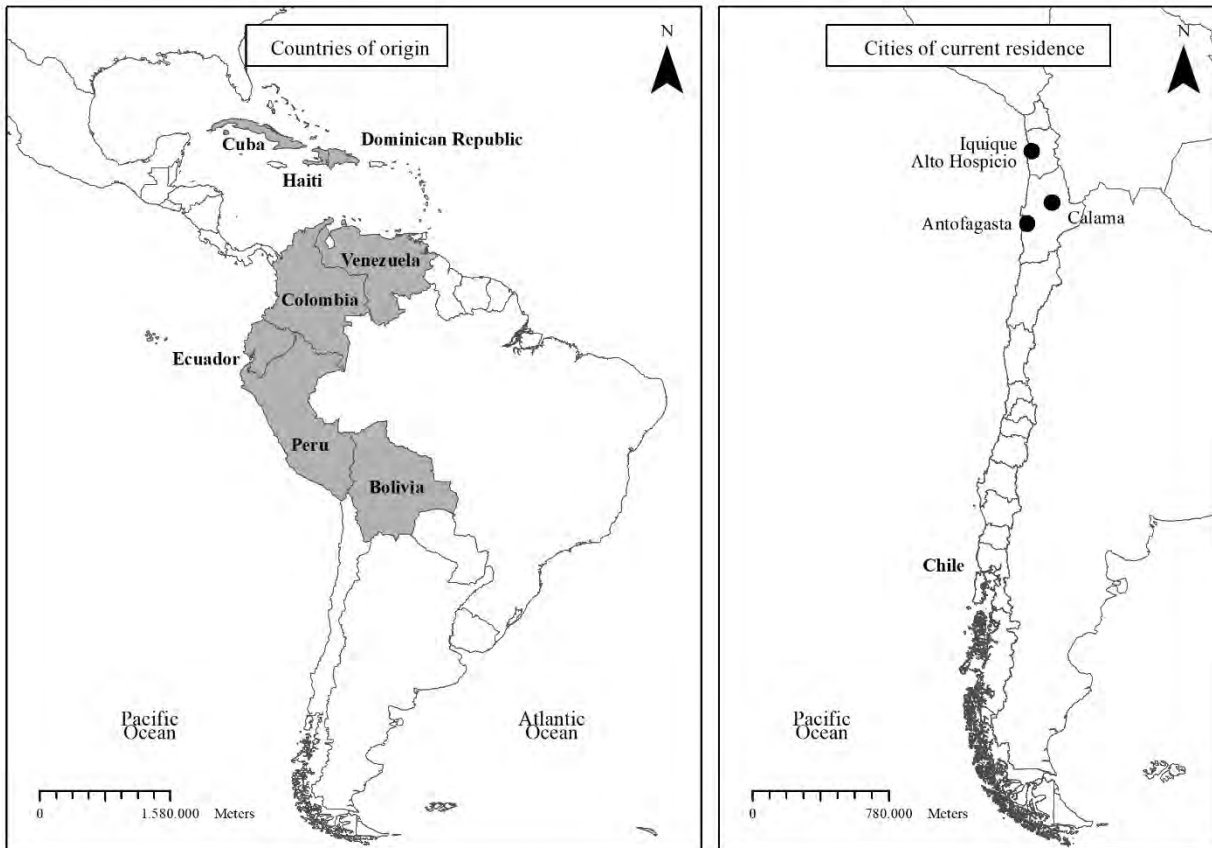 Countries of origin
N
Cuba
Dominican Republic
Haiti
Venezuela
Colombia
Ecuador
Peru
Bolivia
Pacific
Ocean
Atlantic
Ocean
0
1.580.000
Meters
Cities of current residence
N
Iquique
Alto Hospicio
Calama
Antofagasta
Chile
Pacific
Ocean
0
780.000
Meters